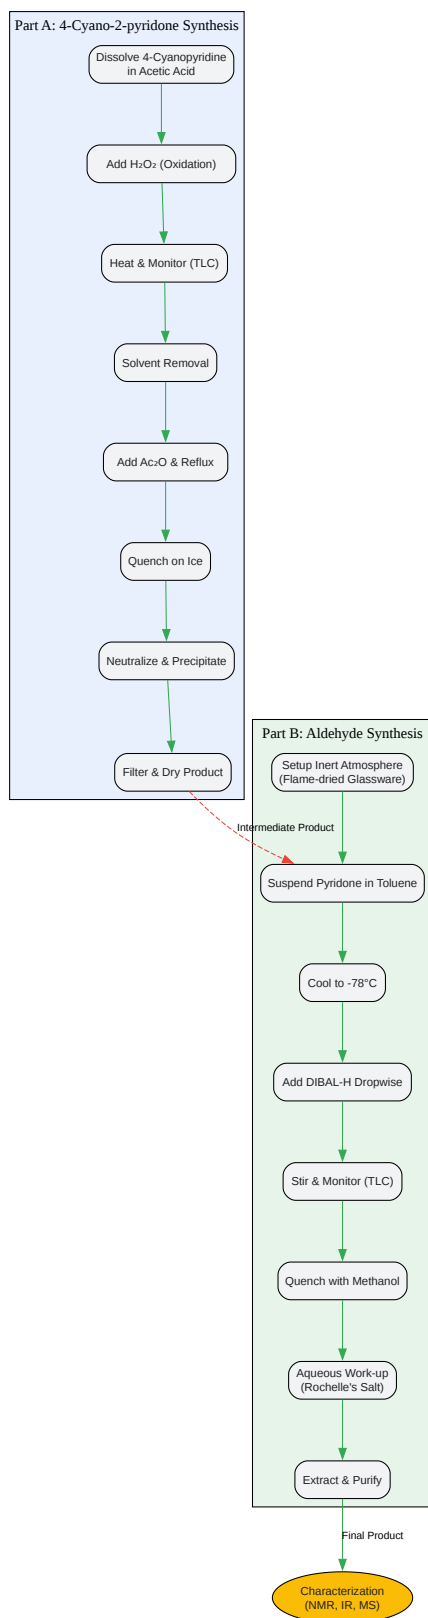 Part A: 4-Cyano-2-pyridone Synthesis
Dissolve 4-Cyanopyridine
in Acetic Acid
Add H₂O₂ (Oxidation)
Heat & Monitor (TLC)
Solvent Removal
Add Ac₂O & Reflux
Quench on Ice
Neutralize & Precipitate
Filter & Dry Product
Part B: Aldehyde Synthesis
Setup Inert Atmosphere
(Flame-dried Glassware)
Intermediate Product
Suspend Pyridone in Toluene
Cool to -78°C
Add DIBAL-H Dropwise
Stir & Monitor (TLC)
Quench with Methanol
Aqueous Work-up
(Rochelle's Salt)
Extract & Purify
Final Product
Characterization
(NMR, IR, MS)